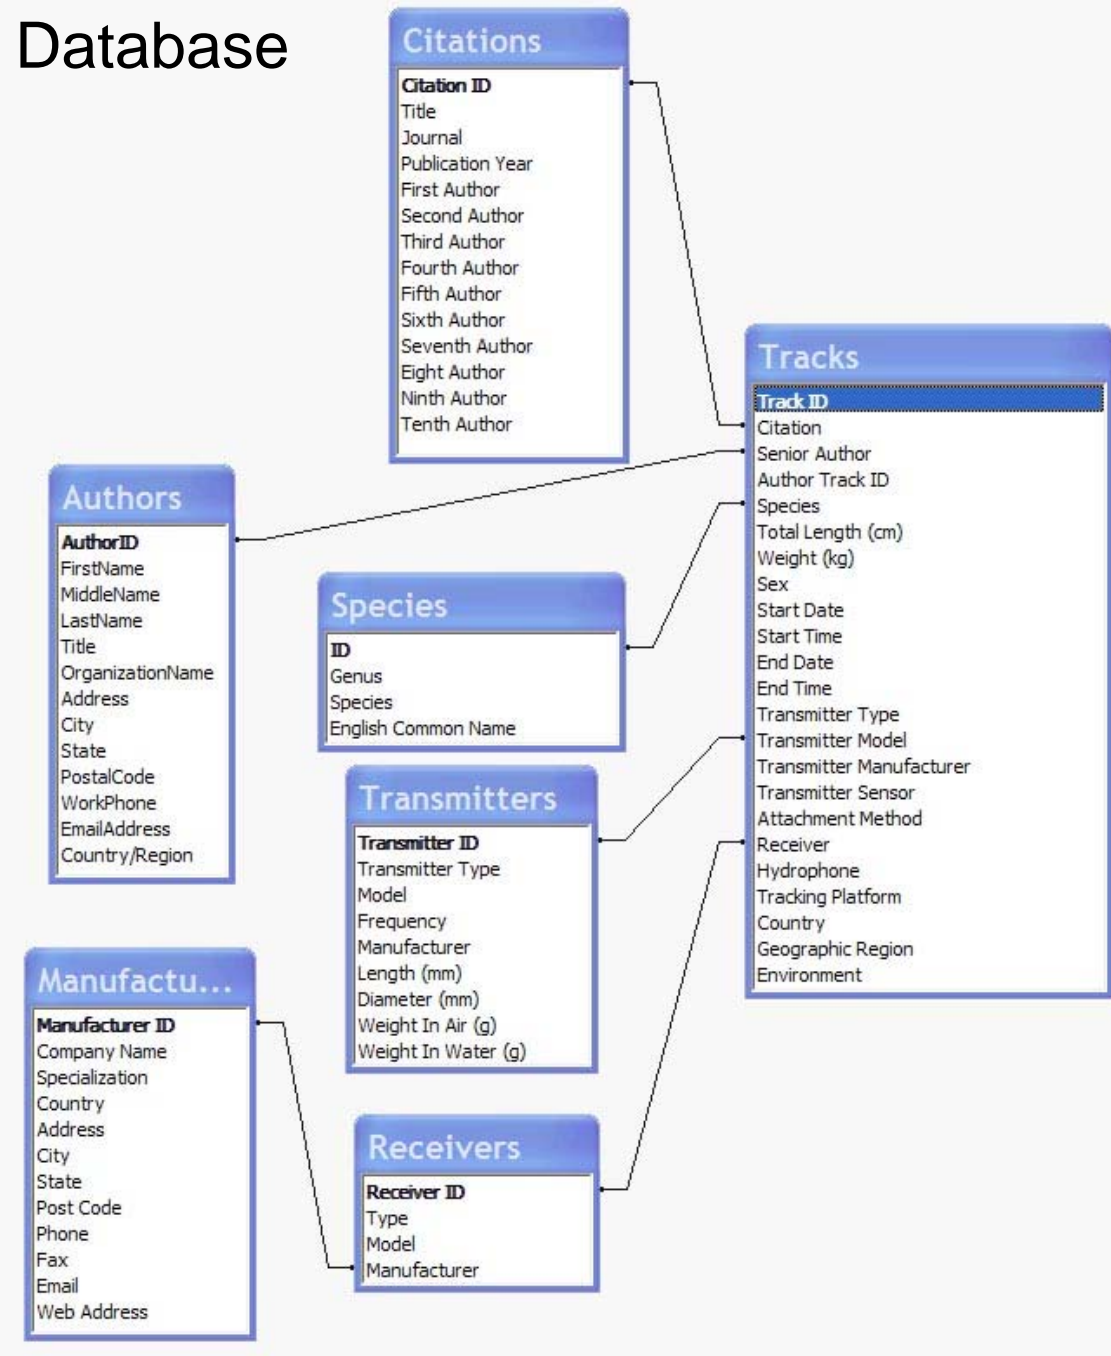 Database
Citations
Citation ID
Title
Journal
Publication Year
First Author
Second Author
Third Author
Fourth Author
Fifth Author
Sixth Author
Seventh Author
Eight Author
Ninth Author
Tenth Author
Tracks
Track ID
Citation
Senior Author
Author Track ID
Species
Total Length (cm)
Weight (kg)
Sex
Start Date
Start Time
End Date
End Time
Transmitter Type
Transmitter Model
Transmitter Manufacturer
Transmitter Sensor
Attachment Method
Receiver
Hydrophone
Tracking Platform
Country
Geographic Region
Environment
Authors
AuthorID
FirstName
MiddleName
LastName
Title
OrganizationName
Address
City
State
PostalCode
WorkPhone
EmailAddress
Country/Region
Species
ID
Genus
Species
English Common Name
Transmitters
Transmitter ID
Transmitter Type
Model
Frequency
Manufacturer
Length (mm)
Diameter (mm)
Weight In Air (g)
Weight In Water (g)
Manufactu...
Manufacturer ID
Company Name
Specialization
Country
Address
City
State
Post Code
Phone
Fax
Email
Web Address
Receivers
Receiver ID
Type
Model
Manufacturer